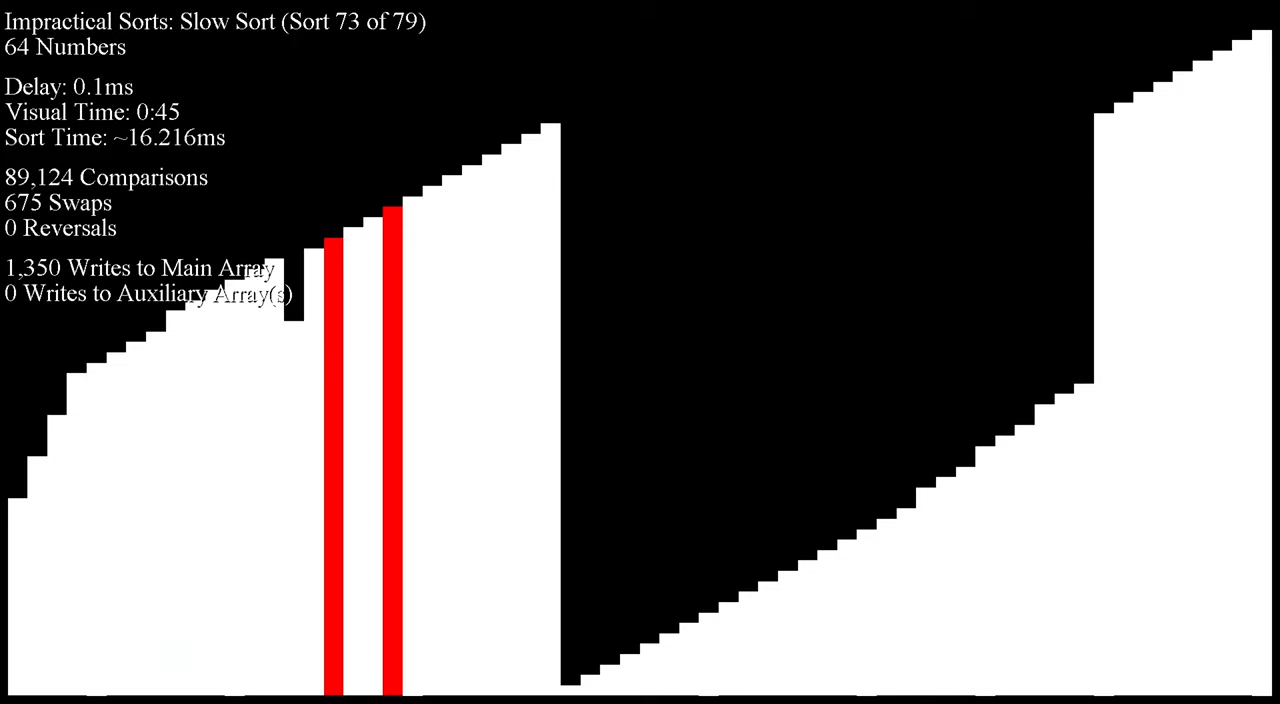 Impractical Sorts: Slow Sort (Sort 73 of 79)
64 Numbers
Delay: 0.1ms
Visual Time: 0:45
Sort Time: ~16.216ms
89,124 Comparisons
675 Swaps
0 Reversals
1,350 Writes to Main Array
0 Writes to Auxiliary Array(s)